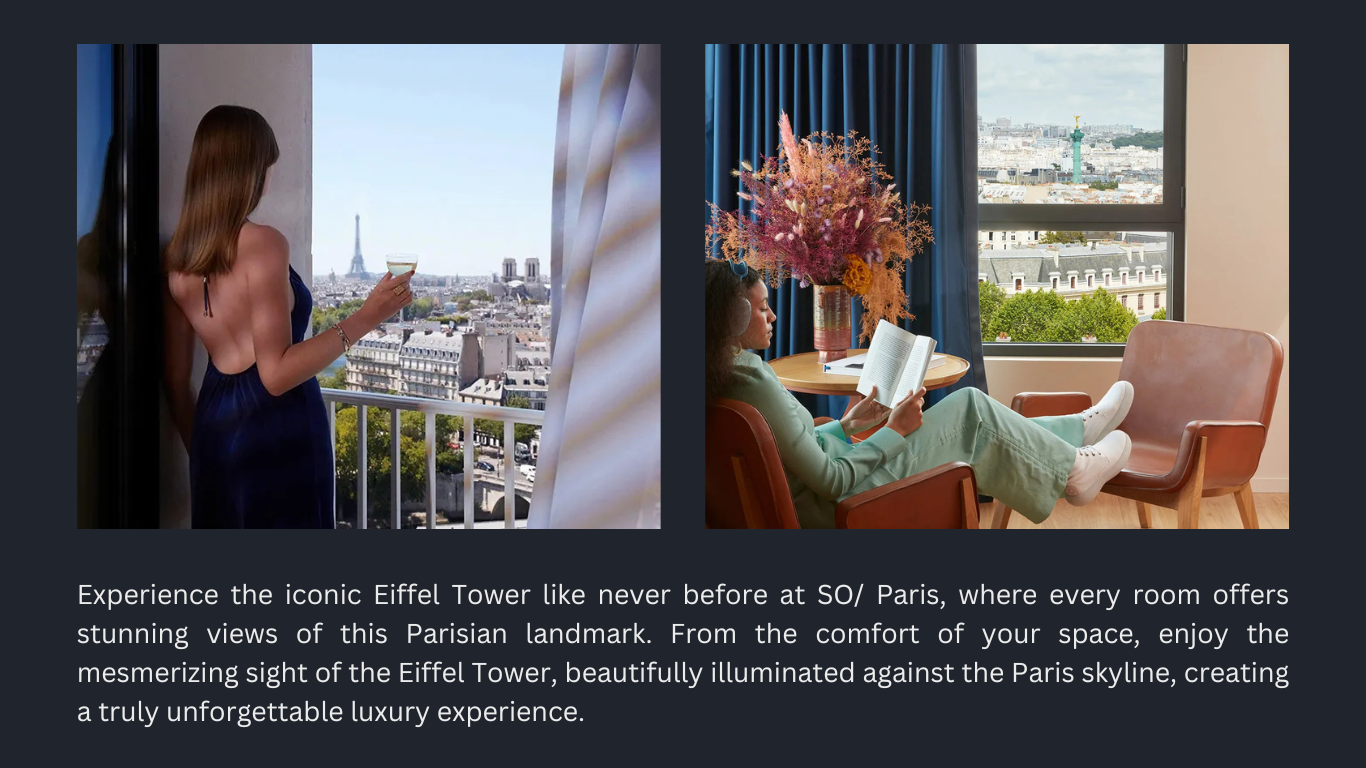 Experience the iconic Eiffel Tower like never before at SO/ Paris, where every room offers
stunning views of this Parisian landmark. From the comfort of your space, enjoy the
mesmerizing sight of the Eiffel Tower, beautifully illuminated against the Paris skyline, creating
a truly unforgettable luxury experience.